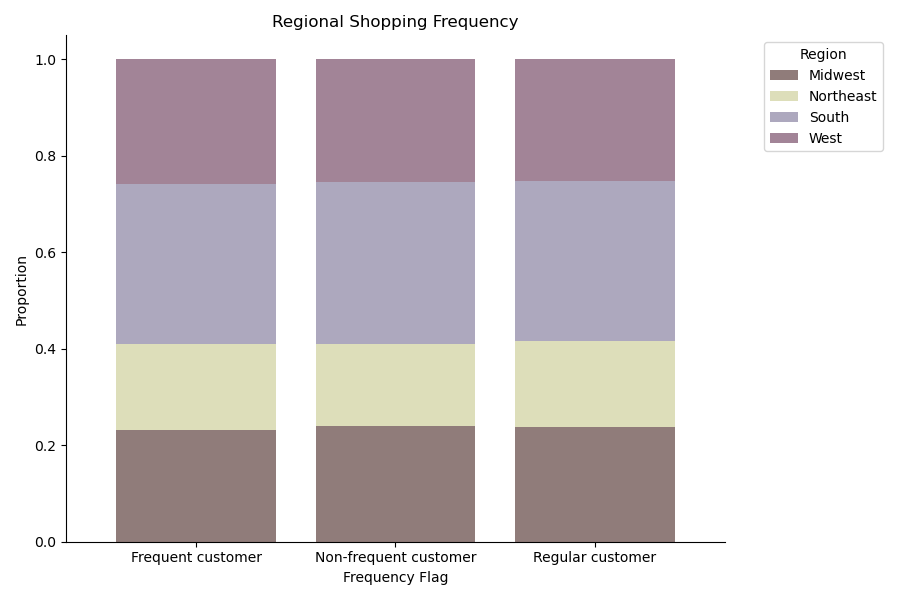 Regional Shopping Frequency
Region
Midwest
Northeast
South
West
1.0
0.8
0.6
0.4
0.2
0.0
Proportion
Frequent customer
Non-frequent customer
Regular customer
Frequency Flag